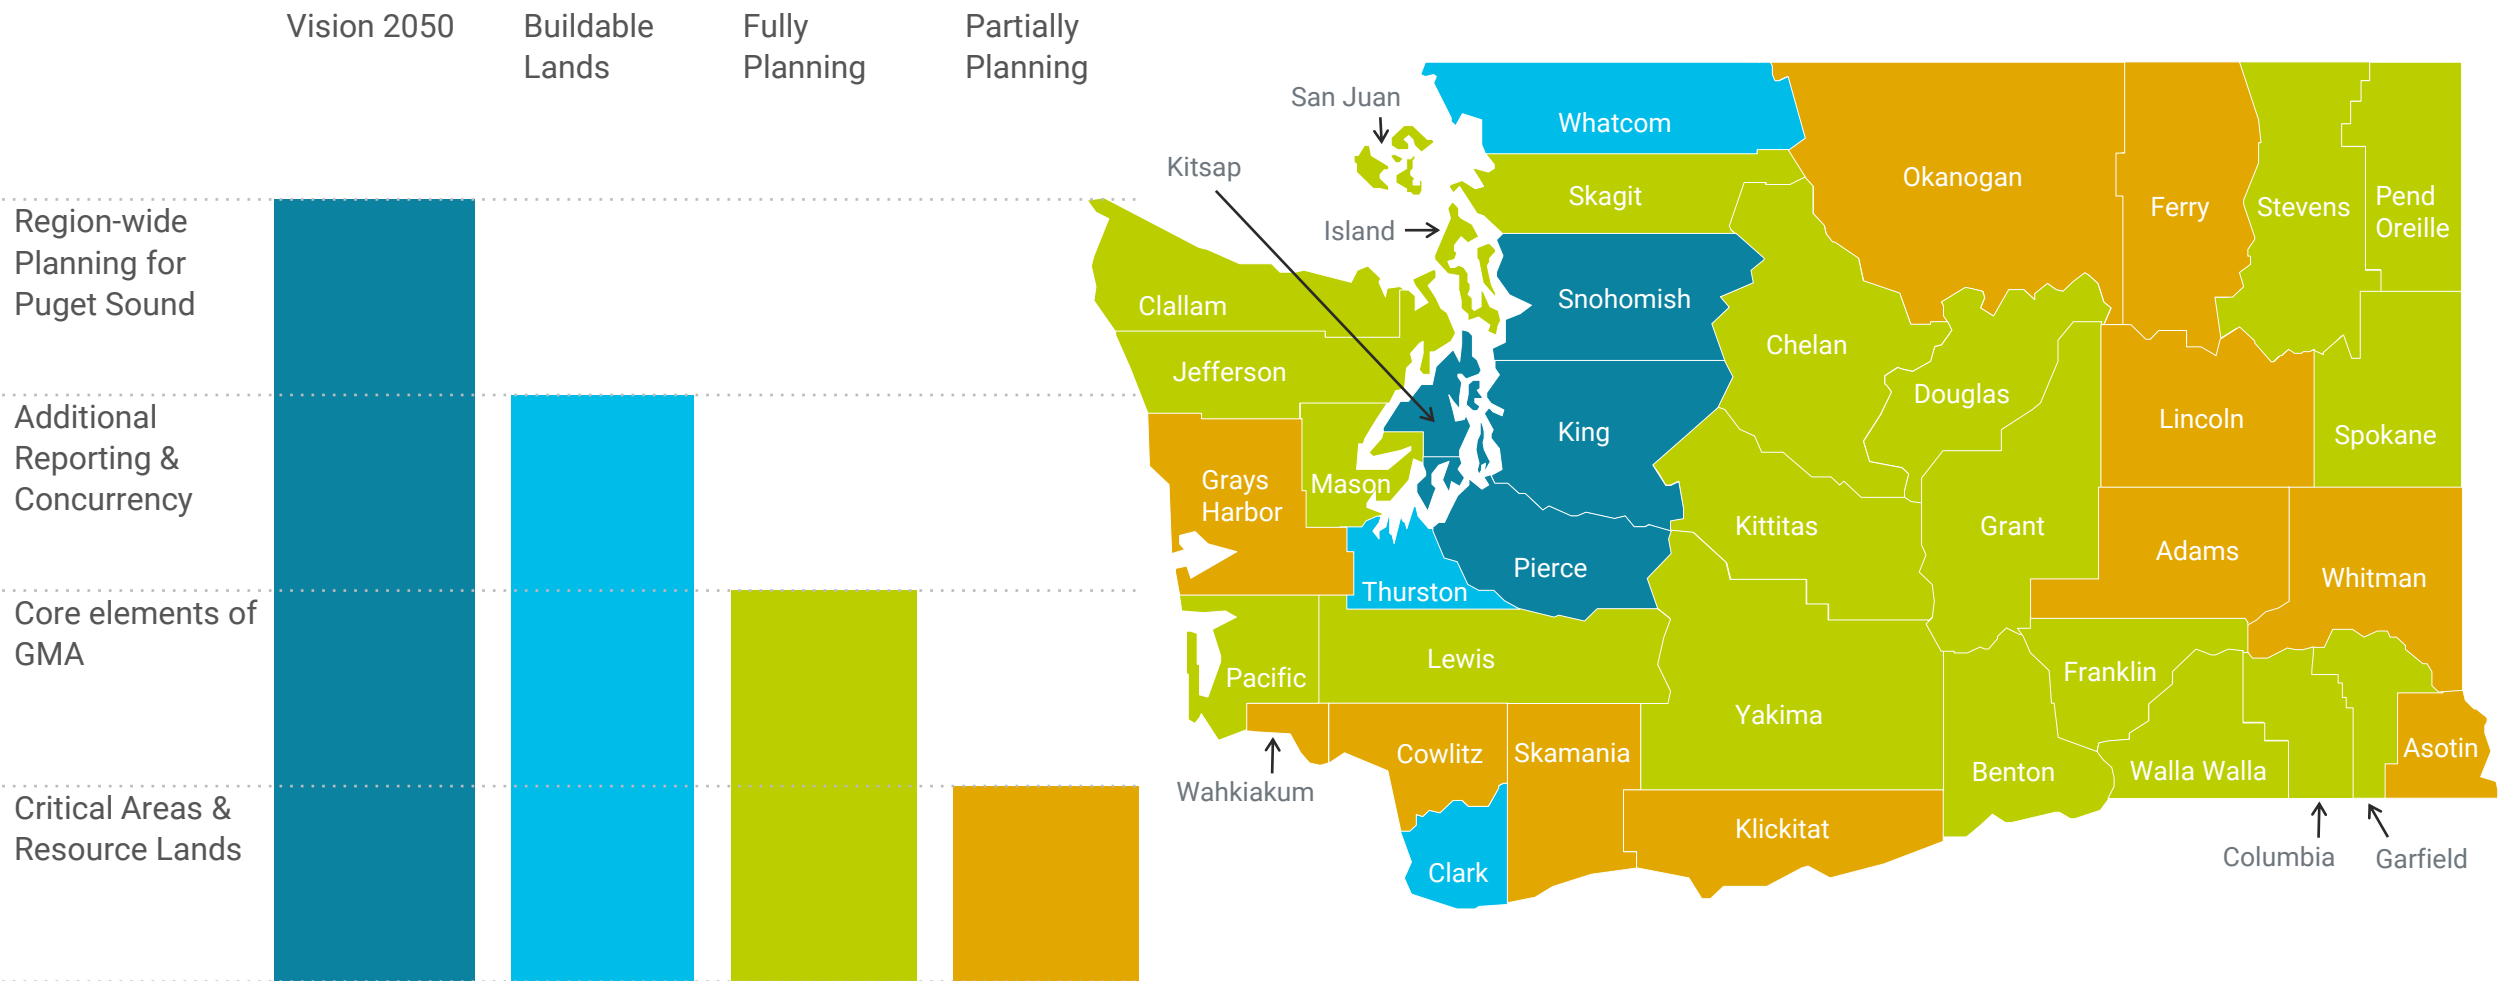 Vision 2050
Buildable
Lands
Fully
Planning
Partially
Planning
Region-wide
Planning for
Puget Sound
Additional
Reporting &
Concurrency
Core elements of
GMA
Critical Areas &
Resource Lands
San Juan
Kitsap
Island
Whatcom
Skagit
Okanogan
Ferry
Stevens
Pend
Oreille
Snohomish
Clallam
Chelan
Jefferson
Douglas
King
Lincoln
Spokane
Grays
Harbor
Mason
Kittitas
Grant
Adams
Whitman
Pierce
Thurston
Lewis
Pacific
Franklin
Yakima
Cowlitz
Skamania
Benton
Walla Walla
Asotin
Wahkiakum
Klickitat
Clark
Columbia
Garfield